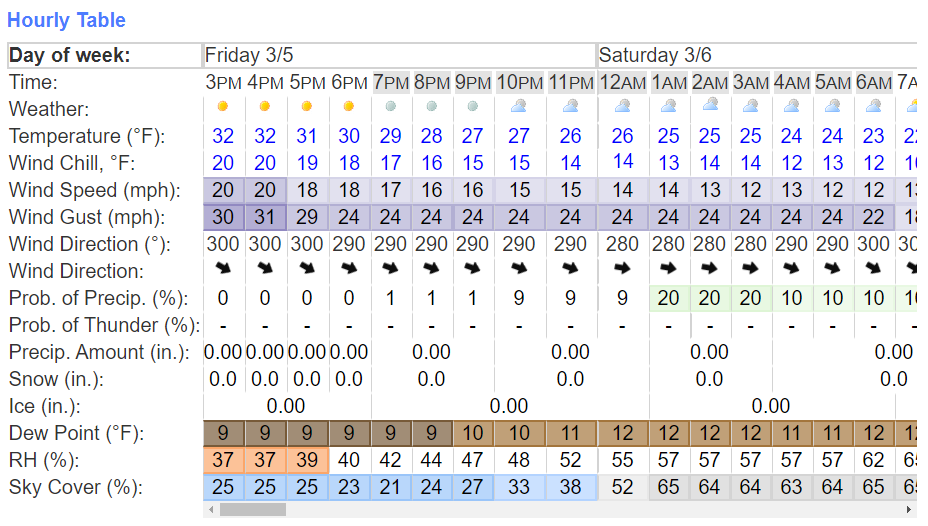 Hourly Table
Day of week: Friday 3/5 Saturday 3/6
Time: 3PM 4PM 5PM 6PM 7PM 8PM 9PM 10PM 11PM 12AM 1AM 2AM 3AM 4AM 5AM 6AM
Weather:
Temperature (°F): 32 32 31 30 29 28 27 27 26 26 25 25 25 24 24 23
Wind Chill, °F: 20 20 19 18 17 16 15 15 14 14 13 14 14 12 13 12
Wind Speed (mph): 20 20 18 18 17 16 16 15 15 14 14 13 12 13 12 12
Wind Gust (mph): 30 31 29 24 24 24 24 24 24 24 24 24 24 24 24 22
Wind Direction (°): 300 300 300 290 290 290 290 290 290 280 280 280 280 290 290 300
Wind Direction:
Prob. of Precip. (%): 0 0 0 0 1 1 1 9 9 9 20 20 20 10 10 10
Prob. of Thunder (%): - - - - - - - - - - - - - - - - -
Precip. Amount (in.): 0.00 0.00 0.00 0.00 0.00 0.00 0.00 0.00
Snow (in.): 0.0 0.0 0.0 0.0 0.0 0.0 0.0 0.0
Ice (in.): 0.00 0.00 0.00
Dew Point (°F): 9 9 9 9 9 9 10 10 11 12 12 12 12 11 11 12
RH (%): 37 37 39 40 42 44 47 48 52 55 57 57 57 57 57 62
Sky Cover (%): 25 25 25 23 21 24 27 33 38 52 65 64 64 63 64 65